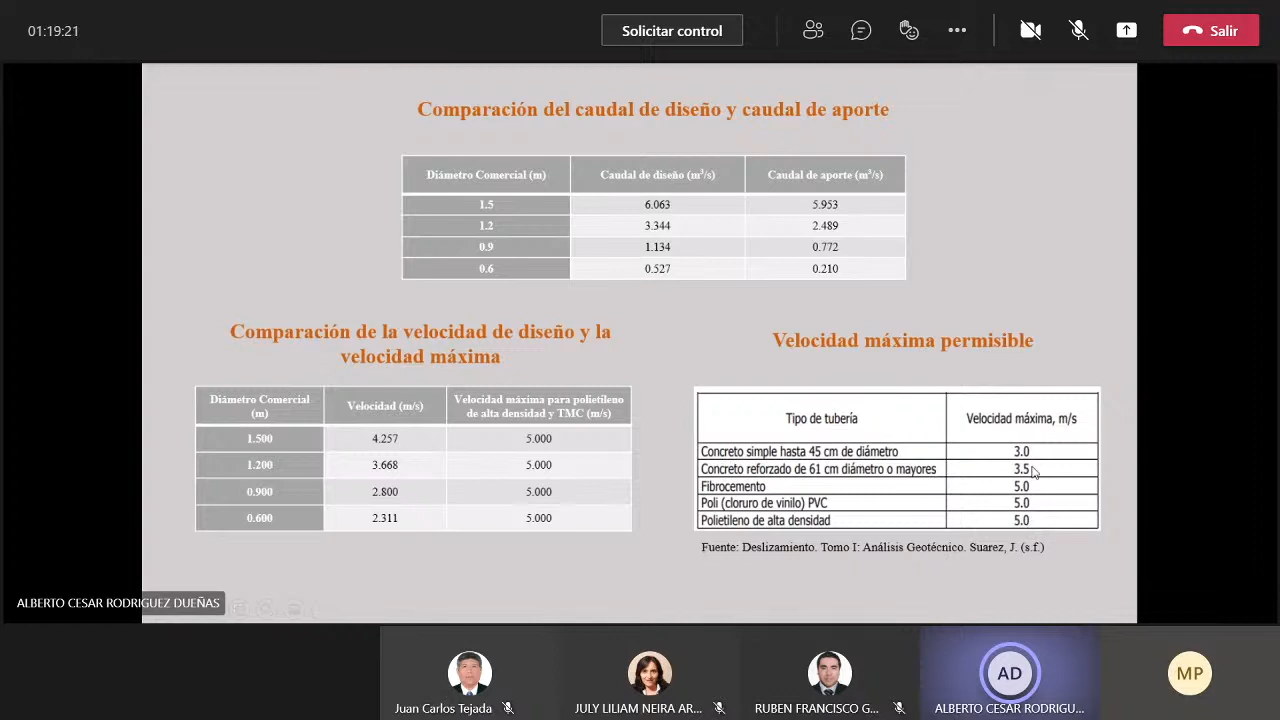 01:19:21
Solicitar control
Salir
Comparación del caudal de diseño y caudal de aporte
Diámetro Comercial (m) Caudal de diseño (m³/s) Caudal de aporte (m³/s)
1.5 6.063 5.953
1.2 3.344 2.489
0.9 1.134 0.772
0.6 0.527 0.210
Comparación de la velocidad de diseño y la
velocidad máxima
Diámetro Comercial
(m)
Velocidad (m/s)
Velocidad máxima para polietileno
de alta densidad y TMC (m/s)
1.500 4.257 5.000
1.200 3.668 5.000
0.900 2.800 5.000
0.600 2.311 5.000
Velocidad máxima permisible
Tipo de tubería Velocidad máxima, m/s
Concreto simple hasta 45 cm de diámetro 3.0
Concreto reforzado de 61 cm diámetro o mayores 3.5
Fibrocemento 5.0
Poli (cloruro de vinilo) PVC 5.0
Polietileno de alta densidad 5.0
Fuente: Deslizamiento. Tomo I: Análisis Geotécnico. Suarez, J. (s.f.)
ALBERTO CESAR RODRIGUEZ DUEÑAS
Juan Carlos Tejada
JULY LILIAM NEIRA AR...
RUBEN FRANCISCO G...
AD
ALBERTO CESAR RODRIGU...
MP